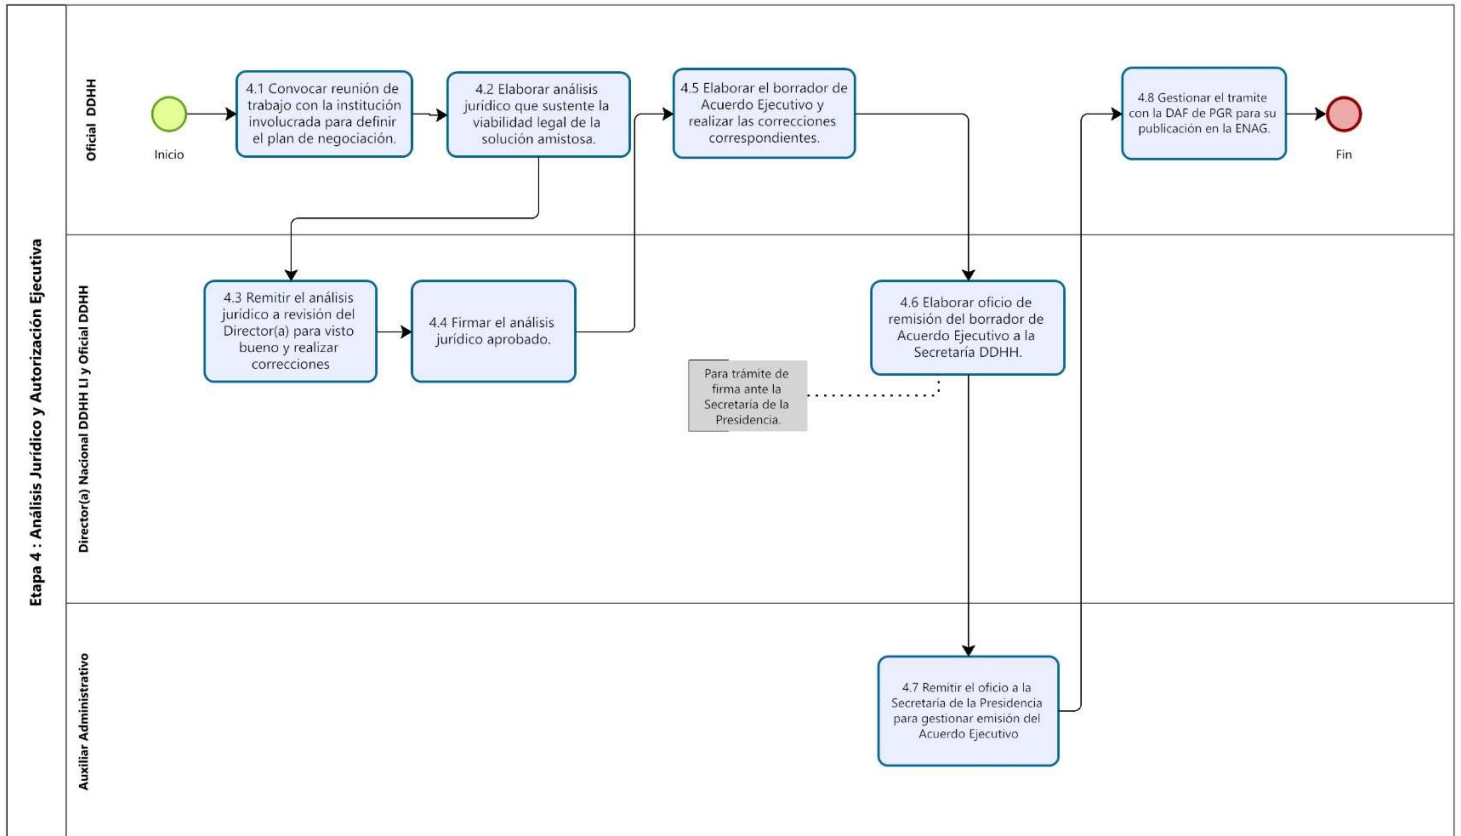 Etapa 4 : Análisis Jurídico y Autorización Ejecutiva
Oficial DDHH
Inicio
4.1 Convocar reunión de
trabajo con la institución
involucrada para definir
el plan de negociación.
4.2 Elaborar análisis
jurídico que sustente la
viabilidad legal de la
solución amistosa.
4.5 Elaborar el borrador de
Acuerdo Ejecutivo y
realizar las correcciones
correspondientes.
4.8 Gestionar el tramite
con la DAF de PGR para su
publicación en la ENAG.
Fin
Director(a) Nacional DDHH LI y Oficial DDHH
4.3 Remitir el análisis
jurídico a revisión del
Director(a) para visto
bueno y realizar
correcciones
4.4 Firmar el análisis
jurídico aprobado.
4.6 Elaborar oficio de
remisión del borrador de
Acuerdo Ejecutivo a la
Secretaría DDHH.
Para trámite de
firma ante la
Secretaría de la
Presidencia.
Auxiliar Administrativo
4.7 Remitir el oficio a la
Secretaría de la Presidencia
para gestionar emisión del
Acuerdo Ejecutivo